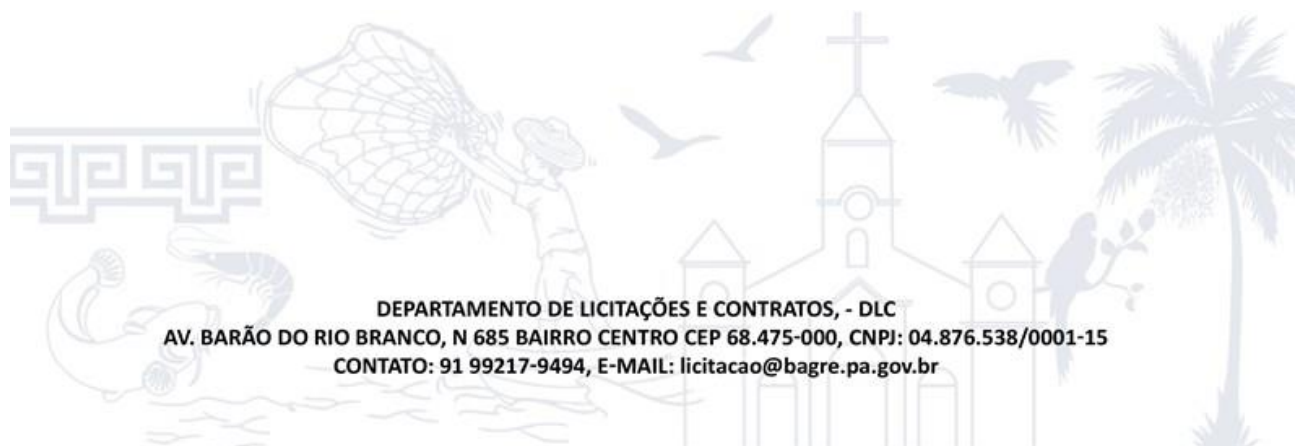 DEPARTAMENTO DE LICITAÇÕES E CONTRATOS, - DLC
AV. BARÃO DO RIO BRANCO, N 685 BAIRRO CENTRO CEP 68.475-000, CNPJ: 04.876.538/0001-15
CONTATO: 91 99217-9494, E-MAIL: licitacao@bagre.pa.gov.br